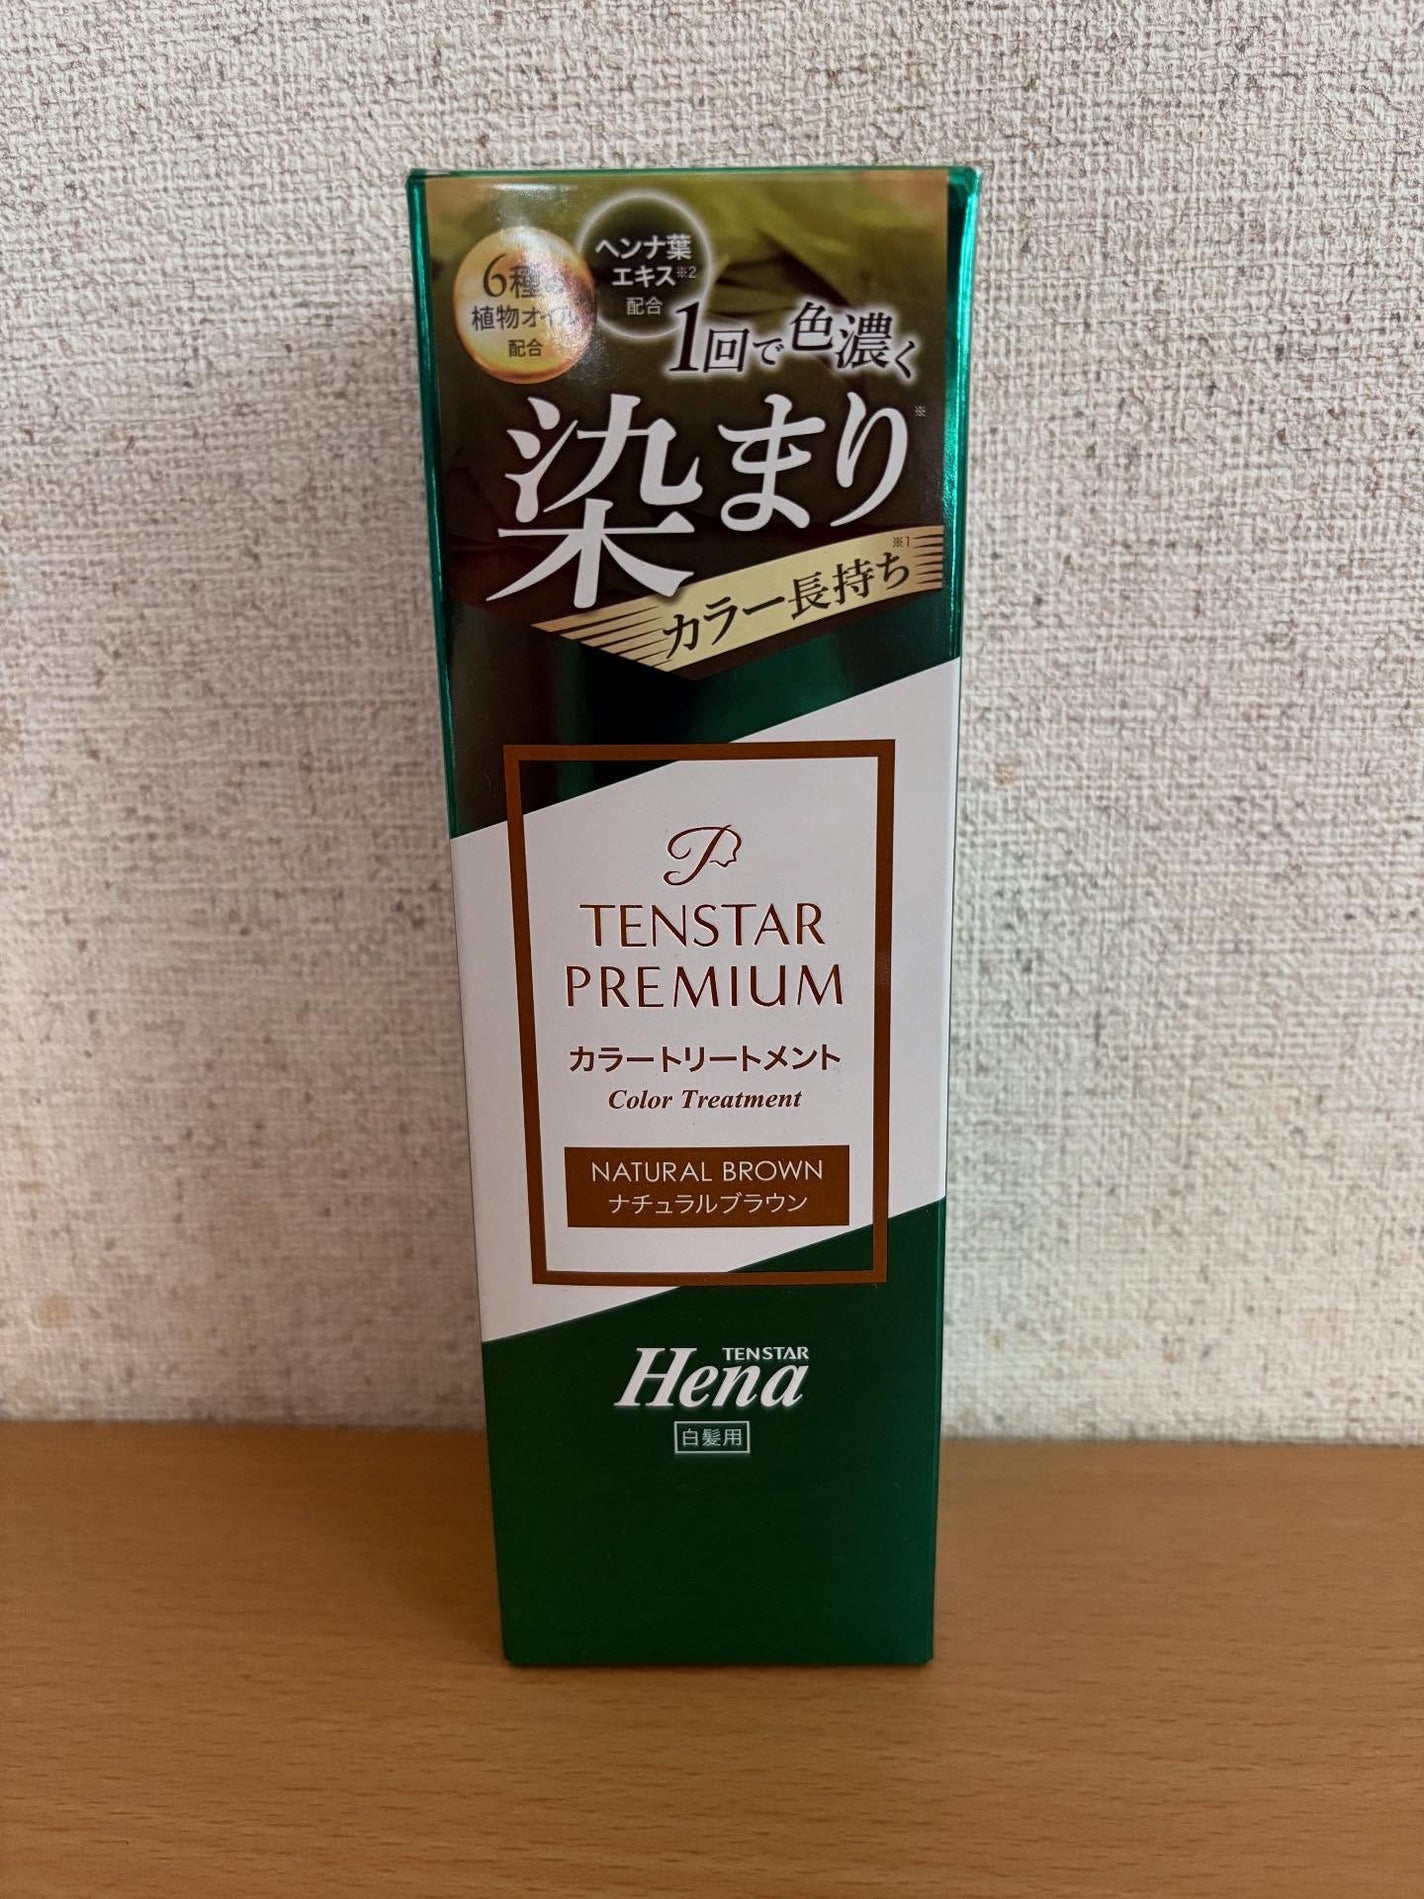 6種の
植物オイル
配合
ヘンナ葉
エキス※2
配合
1回で色濃く
染まり※
カラー長持ち※1
TENSTAR
PREMIUM
カラートリートメント
Color Treatment
NATURAL BROWN
ナチュラルブラウン
TENSTAR
Hena
白髪用